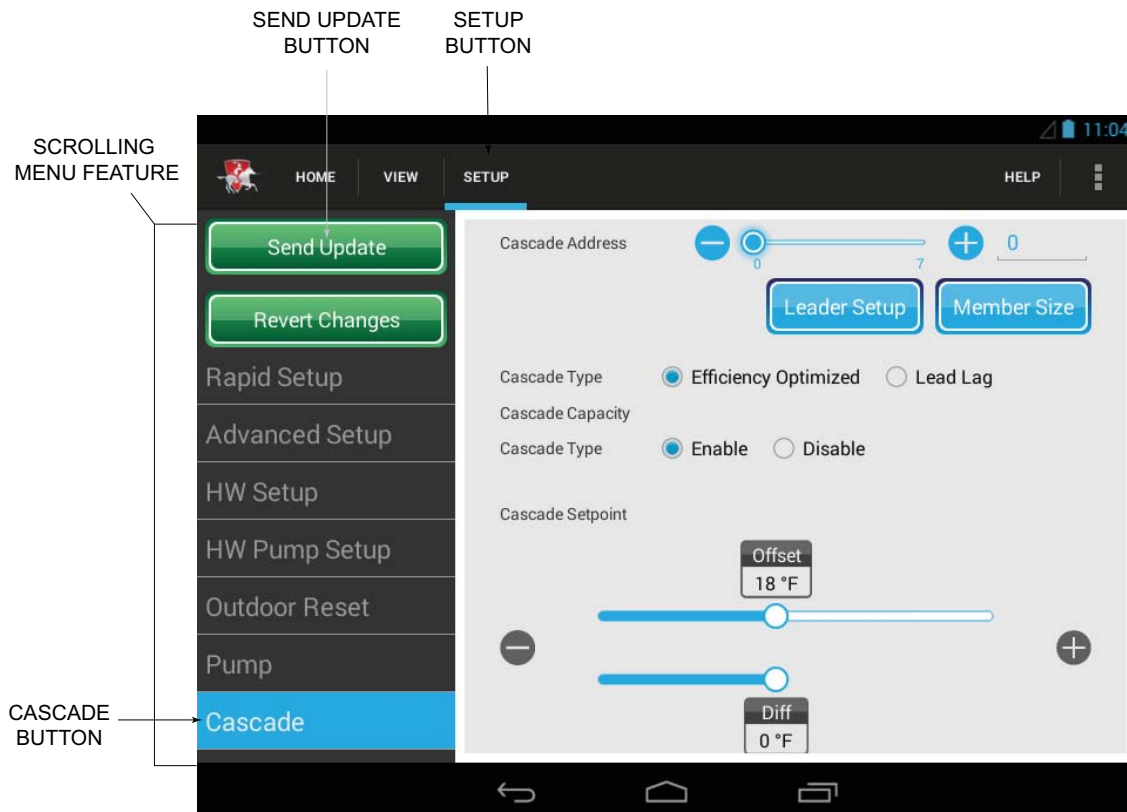 SEND UPDATE
BUTTON
SETUP
BUTTON
SCROLLING
MENU FEATURE
11:04
HOME
VIEW
SETUP
HELP
Send Update
Revert Changes
Rapid Setup
Advanced Setup
HW Setup
HW Pump Setup
Outdoor Reset
Pump
Cascade
CASCADE
BUTTON
Cascade Address
0
7
0
Leader Setup
Member Size
Cascade Type
Efficiency Optimized
Lead Lag
Cascade Capacity
Cascade Type
Enable
Disable
Cascade Setpoint
Offset
18 °F
Diff
0 °F